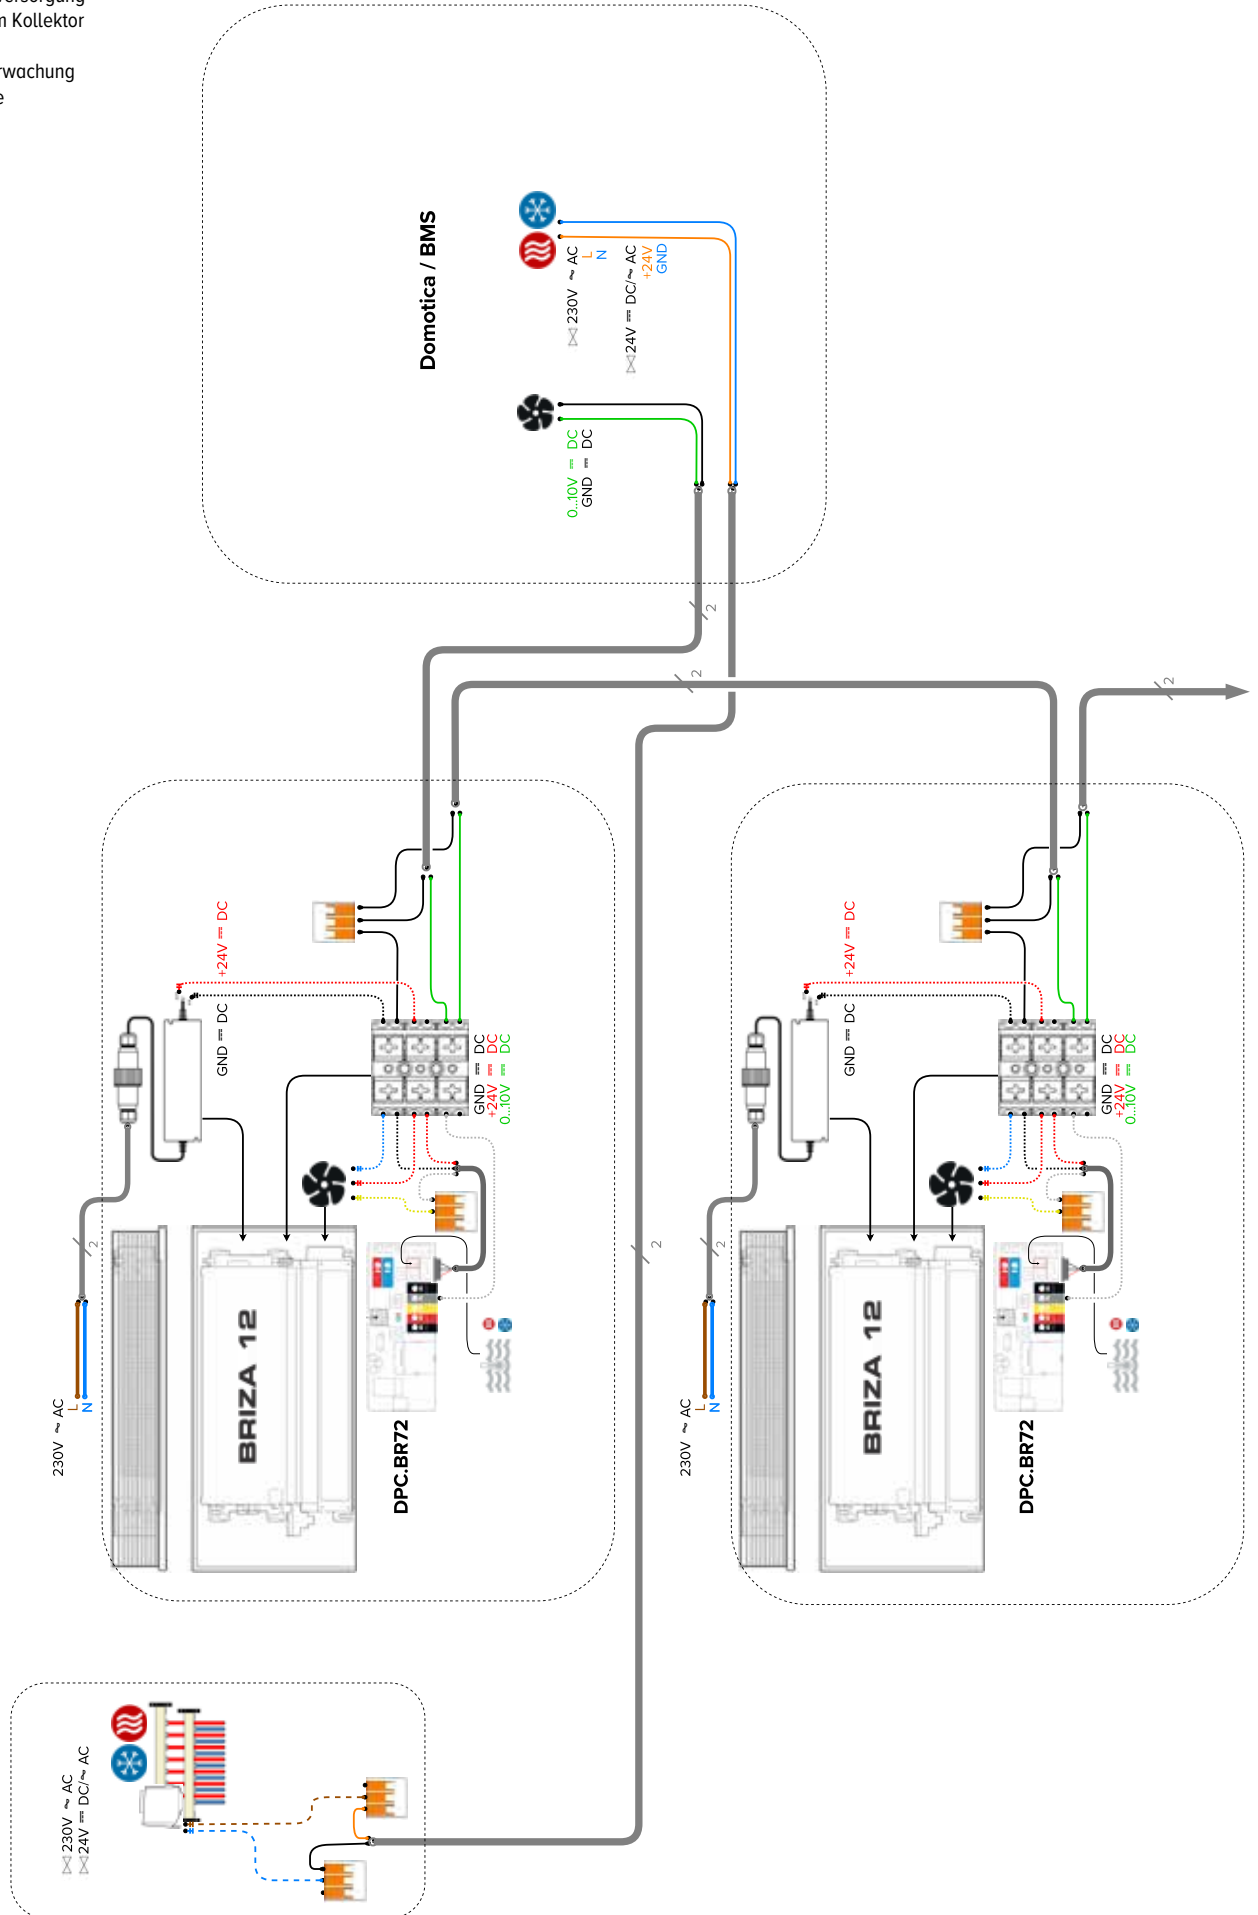 m Kollektor
Domotica / BMS
230V ~ AC
L
N
24V ⎓ DC/~ AC
+24V
GND
0...10V ⎓ DC
GND ⎓ DC
2
2
2
2
+24V ⎓ DC
GND ⎓ DC
GND ⎓ DC
+24V ⎓ DC
0...10V ⎓ DC
2
230V ~ AC
L
N
BRIZA 12
DPC.BR72
+24V ⎓ DC
GND ⎓ DC
GND ⎓ DC
+24V ⎓ DC
0...10V ⎓ DC
2
230V ~ AC
L
N
BRIZA 12
DPC.BR72
230V ~ AC
24V ⎓ DC/~ AC